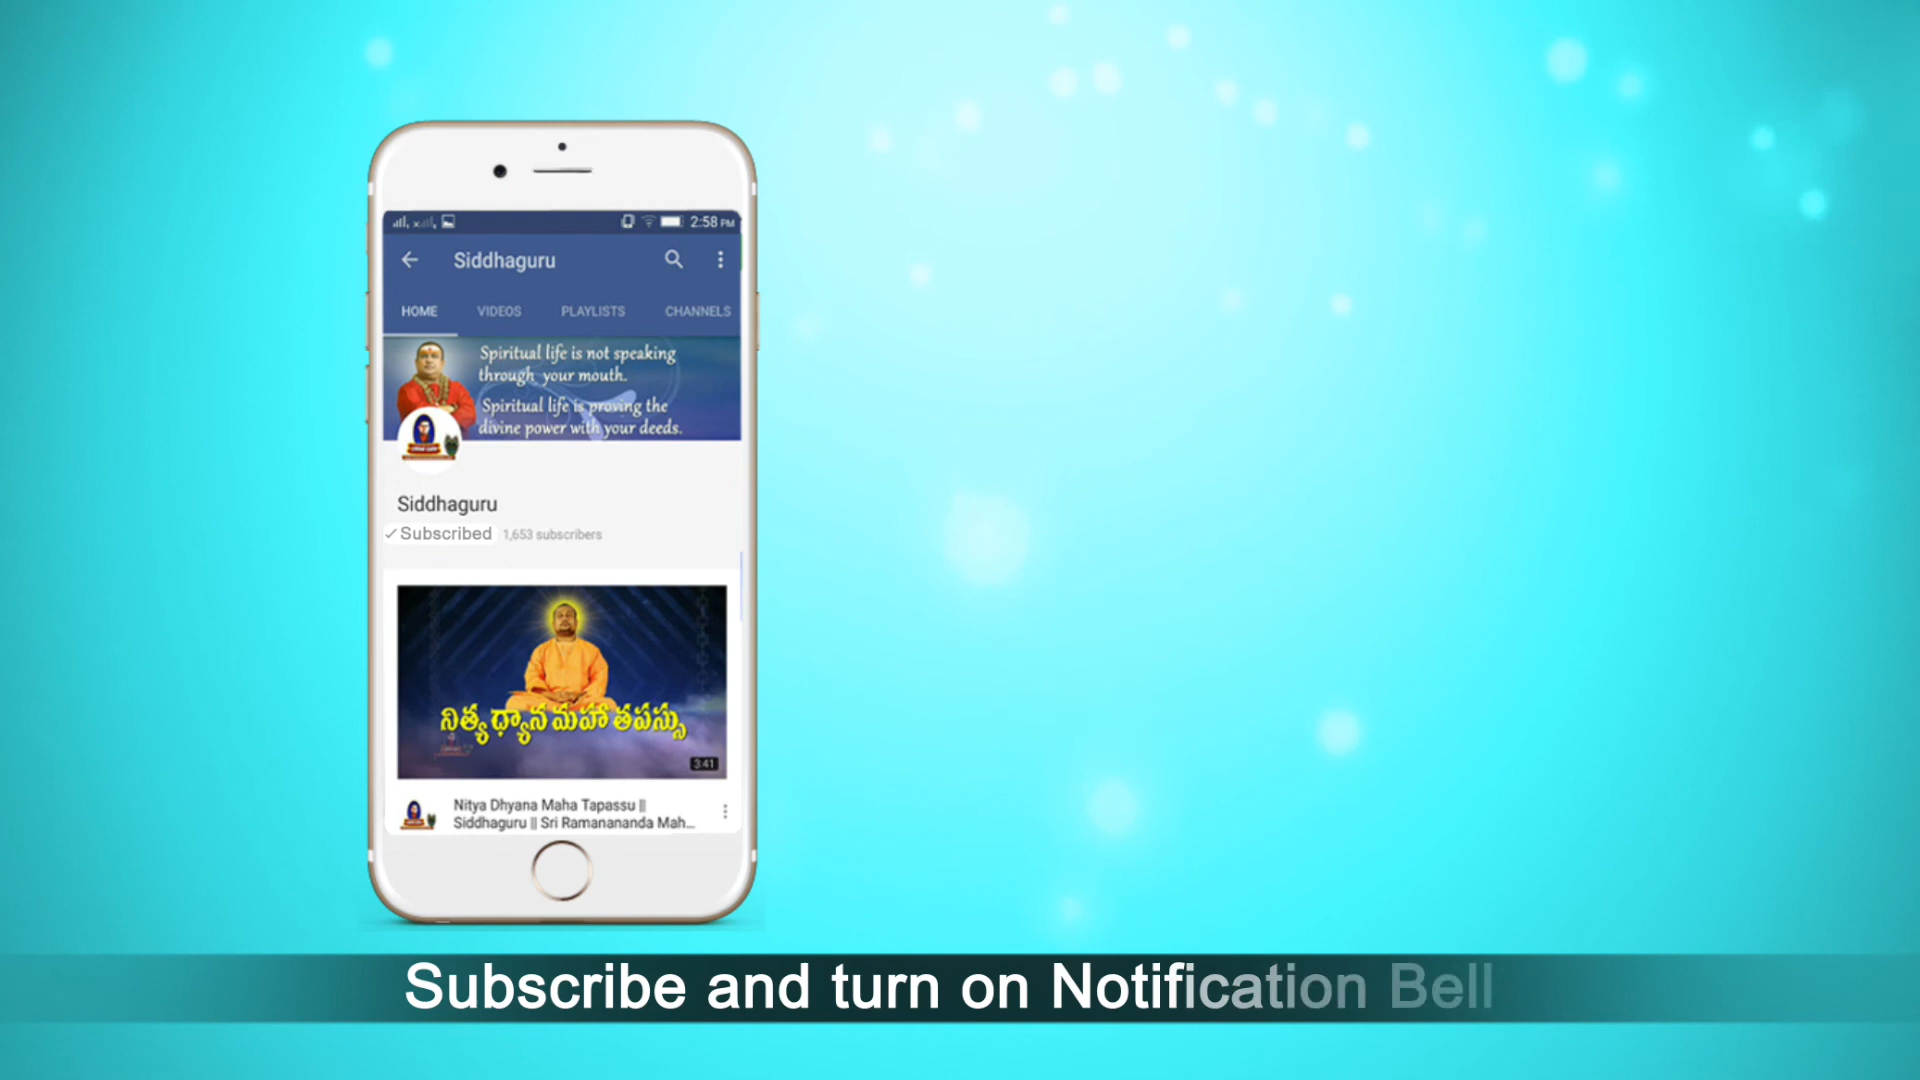 2:58 PM
Siddhaguru
HOME VIDEOS PLAYLISTS CHANNELS
Spiritual life is not speaking
through your mouth.
Spiritual life is proving the
divine power with your deeds.
Siddhaguru
Subscribed 1,653 subscribers
నిత్య ధ్యాన మహా తపస్సు
3:41
Nitya Dhyana Maha Tapassu ||
Siddhaguru || Sri Ramanananda Mah...
Subscribe and turn on Notification Bell